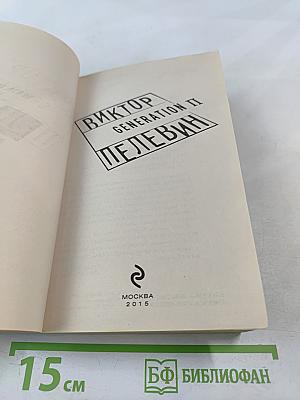 ВИКТОР
GENERATION П
ПЕЛЕВИН
МОСКВА
2015
15 см
БФ БИБЛИОФАН